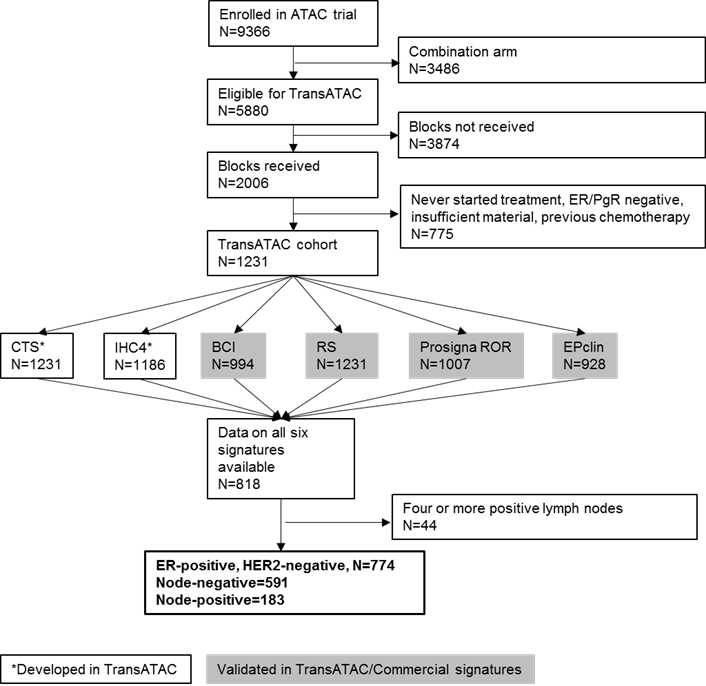 Enrolled in ATAC trial
N=9366
Combination arm
N=3486
Eligible for TransATAC
N=5880
Blocks not received
N=3874
Blocks received
N=2006
Never started treatment, ER/PgR negative,
insufficient material, previous chemotherapy
N=775
TransATAC cohort
N=1231
CTS*
N=1231
IHC4*
N=1186
BCI
N=994
RS
N=1231
Prosigna ROR
N=1007
EPclin
N=928
Data on all six
signatures
available
N=818
Four or more positive lymph nodes
N=44
ER-positive, HER2-negative, N=774
Node-negative=591
Node-positive=183
*Developed in TransATAC
Validated in TransATAC/Commercial signatures